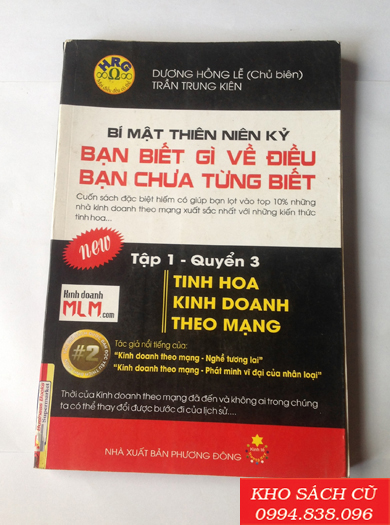 HRG
DƯƠNG HỒNG LÊ (Chủ biên)
TRẦN TRUNG KIÊN
BÍ MẬT THIÊN NIÊN KỶ
BẠN BIẾT GÌ VỀ ĐIỀU
BẠN CHƯA TỪNG BIẾT
Cuốn sách đặc biệt hiếm có giúp bạn lọt vào top 10% những
nhà kinh doanh theo mạng xuất sắc nhất với những kiến thức
tinh hoa...
new
Tập 1 - Quyển 3
TINH HOA
KINH DOANH
THEO MẠNG
Kinh doanh
MLM.com
#2
Tác giả nổi tiếng của:
"Kinh doanh theo mạng - Nghề tương lai"
"Kinh doanh theo mạng - Phát minh vĩ đại của nhân loại"
Thời của Kinh doanh theo mạng đã đến và không ai trong chúng
ta có thể thay đổi được bước đi của lịch sử....
NHÀ XUẤT BẢN PHƯƠNG ĐÔNG
KHO SÁCH CŨ
0994.838.096